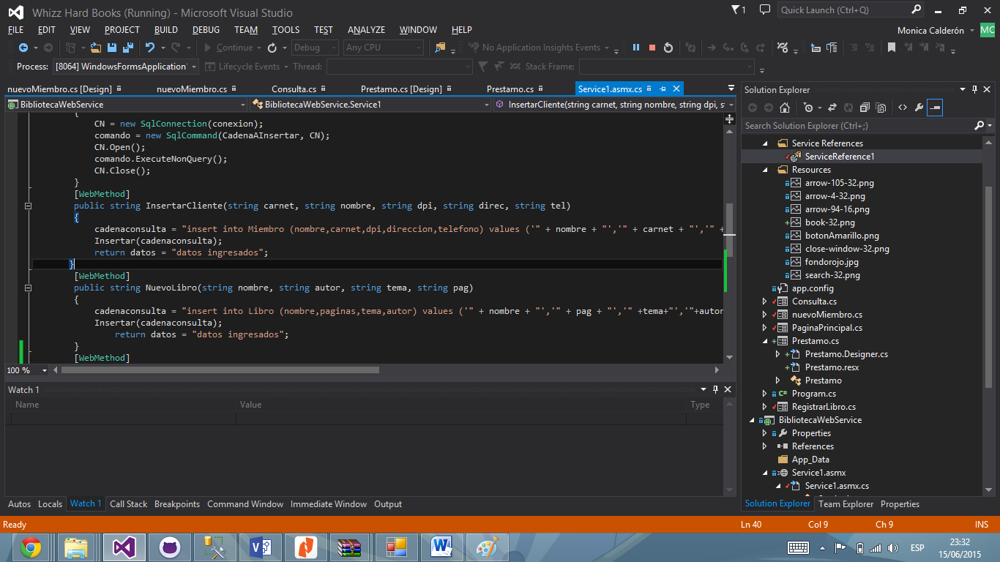 Whizz Hard Books (Running) - Microsoft Visual Studio
1
Quick Launch (Ctrl+Q)
FILE EDIT VIEW PROJECT BUILD DEBUG TEAM TOOLS TEST ANALYZE WINDOW HELP
Monica Calderón MC
Continue Debug Any CPU No Application Insights Events
Process: [8064] WindowsFormsApplication1 Lifecycle Events Thread: Stack Frame:
nuevoMiembro.cs [Design] nuevoMiembro.cs Consulta.cs Prestamo.cs [Design] Prestamo.cs Service1.asmx.cs
BibliotecaWebService BibliotecaWebService.Service1 InsertarCliente(string carnet, string nombre, string dpi, s
{
CN = new SqlConnection(conexion);
comando = new SqlCommand(CadenaAInsertar, CN);
CN.Open();
comando.ExecuteNonQuery();
CN.Close();
}
[WebMethod]
public string InsertarCliente(string carnet, string nombre, string dpi, string direc, string tel)
{
cadenaconsulta = "insert into Miembro (nombre,carnet,dpi,direccion,telefono) values ('" + nombre + "','" + carnet + "','" +
Insertar(cadenaconsulta);
return datos = "datos ingresados";
}
[WebMethod]
public string NuevoLibro(string nombre, string autor, string tema, string pag)
{
cadenaconsulta = "insert into Libro (nombre,paginas,tema,autor) values ('" + nombre + "','" + pag + "','" +tema+"','"+autor
Insertar(cadenaconsulta);
return datos = "datos ingresados";
}
[WebMethod]
100 %
Watch 1
Name Value Type
Autos Locals Watch 1 Call Stack Breakpoints Command Window Immediate Window Output
Solution Explorer
Search Solution Explorer (Ctrl+;)
Service References
ServiceReference1
Resources
arrow-105-32.png
arrow-4-32.png
arrow-94-16.png
book-32.png
botonAmarillo.png
close-window-32.png
fondorojo.jpg
search-32.png
app.config
Consulta.cs
nuevoMiembro.cs
PaginaPrincipal.cs
Prestamo.cs
Prestamo.Designer.cs
Prestamo.resx
Prestamo
Program.cs
RegistrarLibro.cs
BibliotecaWebService
Properties
References
App_Data
Service1.asmx
Service1.asmx.cs
Solution Explorer Team Explorer Properties
Ready Ln 40 Col 9 Ch 9 INS
ESP
23:32
15/06/2015